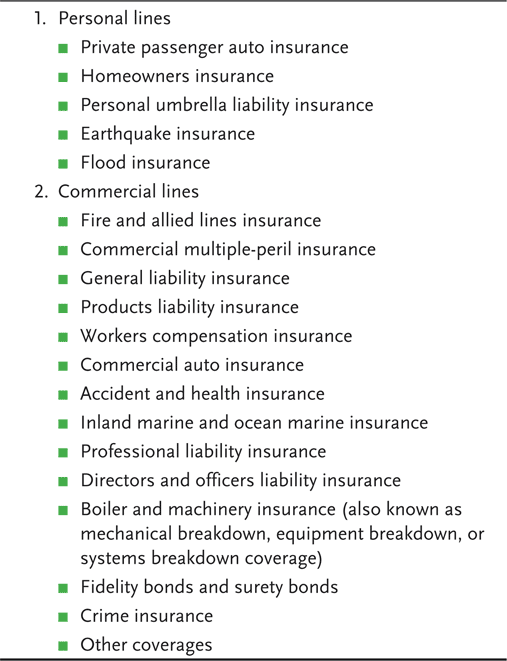 1. Personal lines
■ Private passenger auto insurance
■ Homeowners insurance
■ Personal umbrella liability insurance
■ Earthquake insurance
■ Flood insurance
2. Commercial lines
■ Fire and allied lines insurance
■ Commercial multiple-peril insurance
■ General liability insurance
■ Products liability insurance
■ Workers compensation insurance
■ Commercial auto insurance
■ Accident and health insurance
■ Inland marine and ocean marine insurance
■ Professional liability insurance
■ Directors and officers liability insurance
■ Boiler and machinery insurance (also known as
mechanical breakdown, equipment breakdown, or
systems breakdown coverage)
■ Fidelity bonds and surety bonds
■ Crime insurance
■ Other coverages